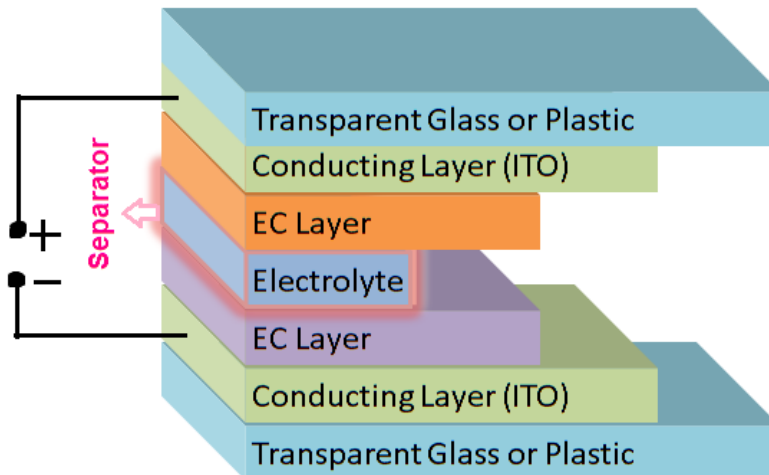 Transparent Glass or Plastic
Conducting Layer (ITO)
EC Layer
Separator
+
Electrolyte
−
EC Layer
Conducting Layer (ITO)
Transparent Glass or Plastic